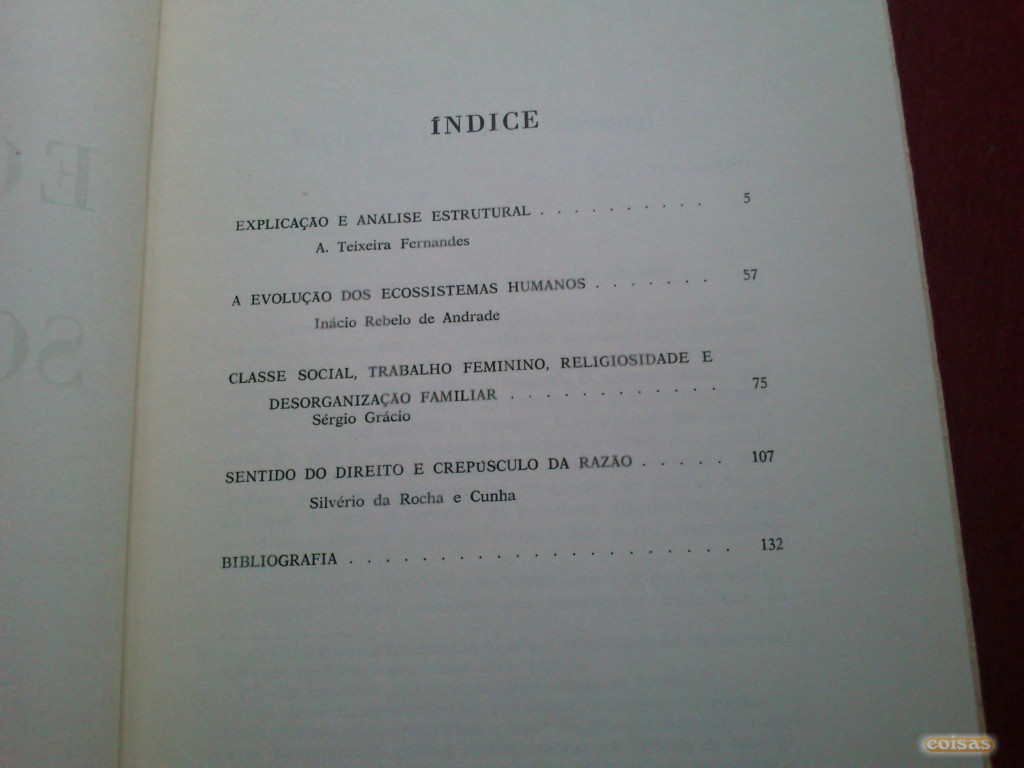 ÍNDICE
EXPLICAÇÃO E ANÁLISE ESTRUTURAL . . . . . . . . . . 5
A. Teixeira Fernandes
A EVOLUÇÃO DOS ECOSSISTEMAS HUMANOS . . . . . . . 57
Inácio Rebelo de Andrade
CLASSE SOCIAL, TRABALHO FEMININO, RELIGIOSIDADE E
DESORGANIZAÇÃO FAMILIAR . . . . . . . . . . . 75
Sérgio Grácio
SENTIDO DO DIREITO E CREPÚSCULO DA RAZÃO . . . . . 107
Silvério da Rocha e Cunha
BIBLIOGRAFIA . . . . . . . . . . . . . . . . . . . . 132
coisas